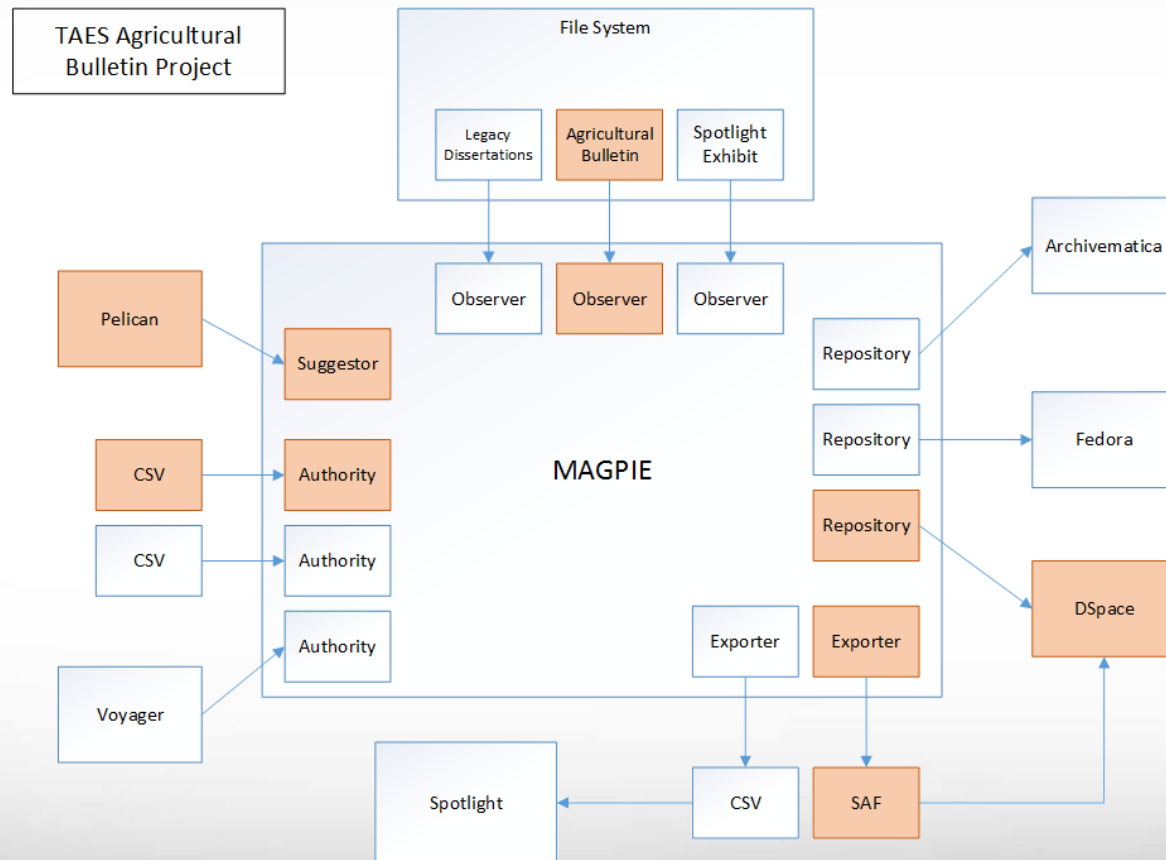 TAES Agricultural
Bulletin Project
File System
Legacy
Dissertations
Agricultural
Bulletin
Spotlight
Exhibit
Observer
Observer
Observer
Pelican
Suggestor
CSV
Authority
CSV
Authority
Voyager
Authority
MAGPIE
Repository
Archivematica
Repository
Fedora
Repository
DSpace
Exporter
Exporter
Spotlight
CSV
SAF